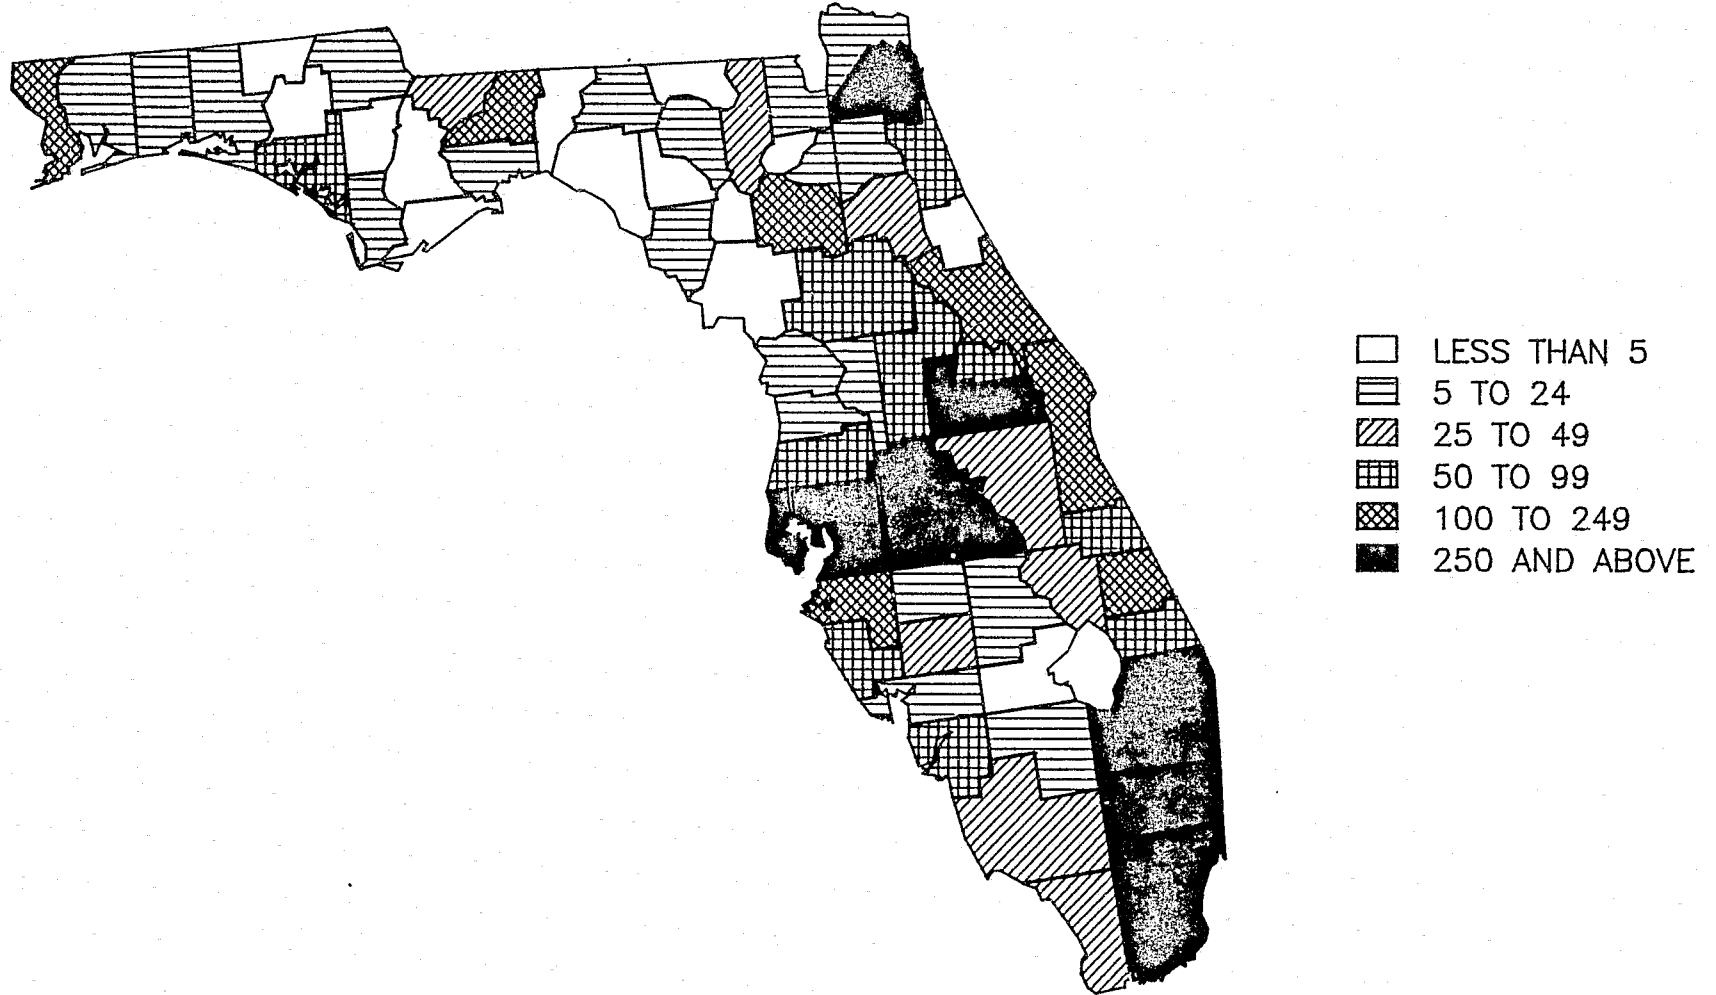 LESS THAN 5
5 TO 24
25 TO 49
50 TO 99
100 TO 249
250 AND ABOVE